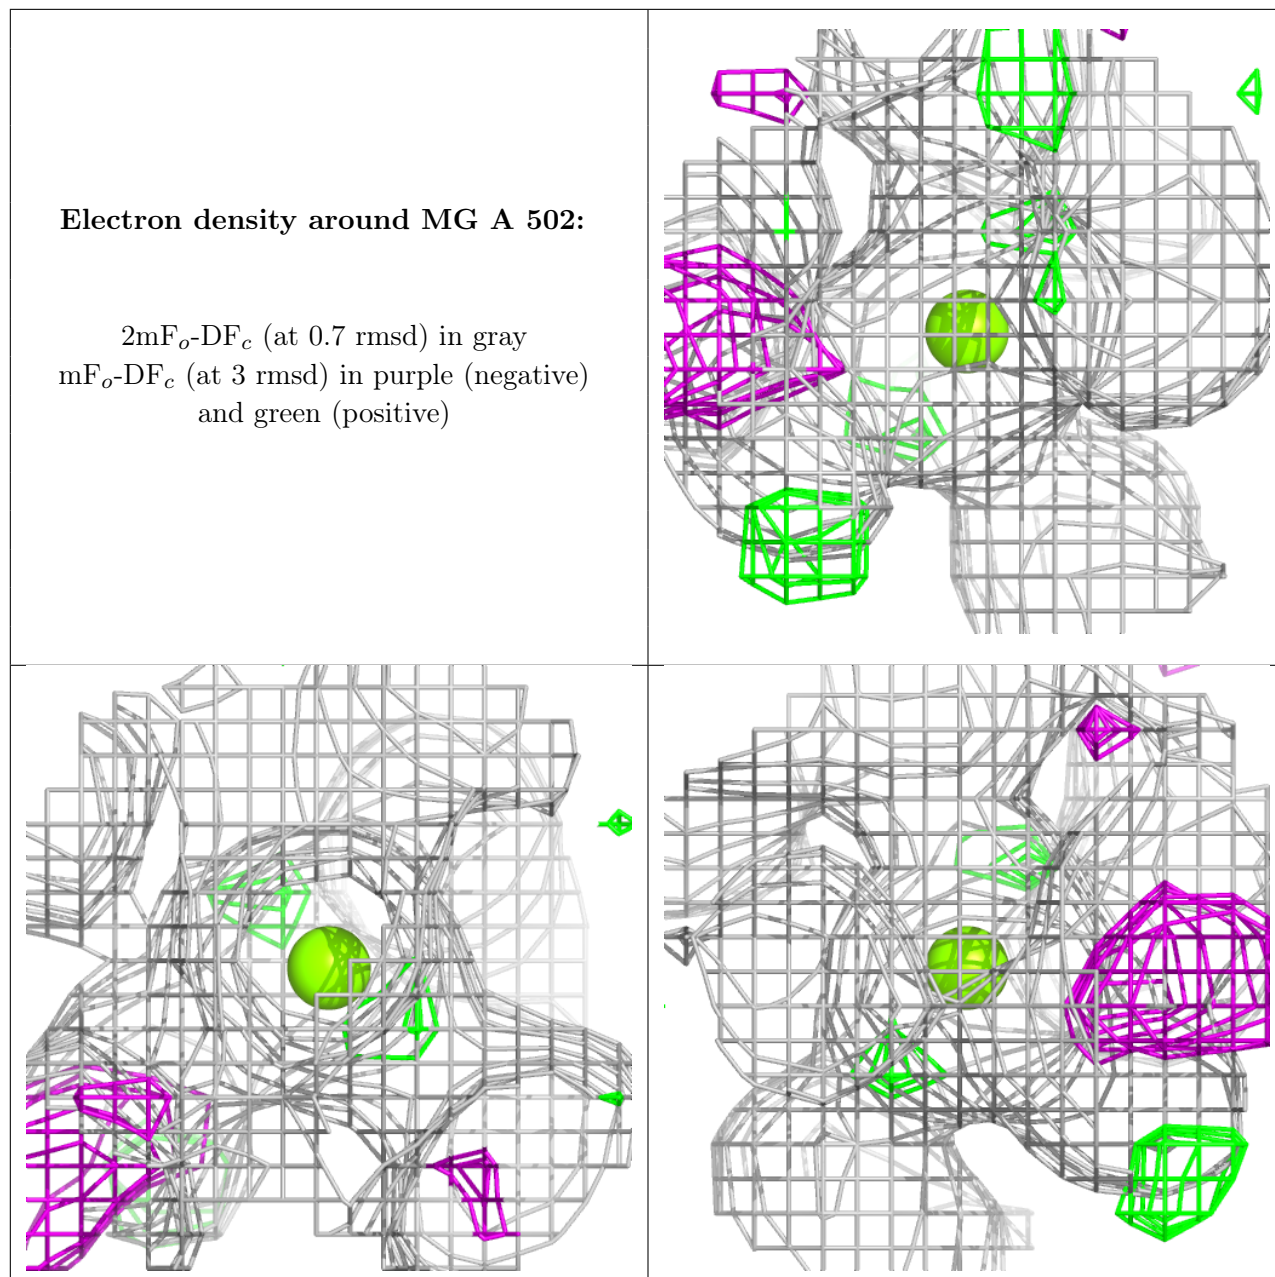 Electron density around MG A 502:
2mFo-DFc (at 0.7 rmsd) in gray
mFo-DFc (at 3 rmsd) in purple (negative)
and green (positive)